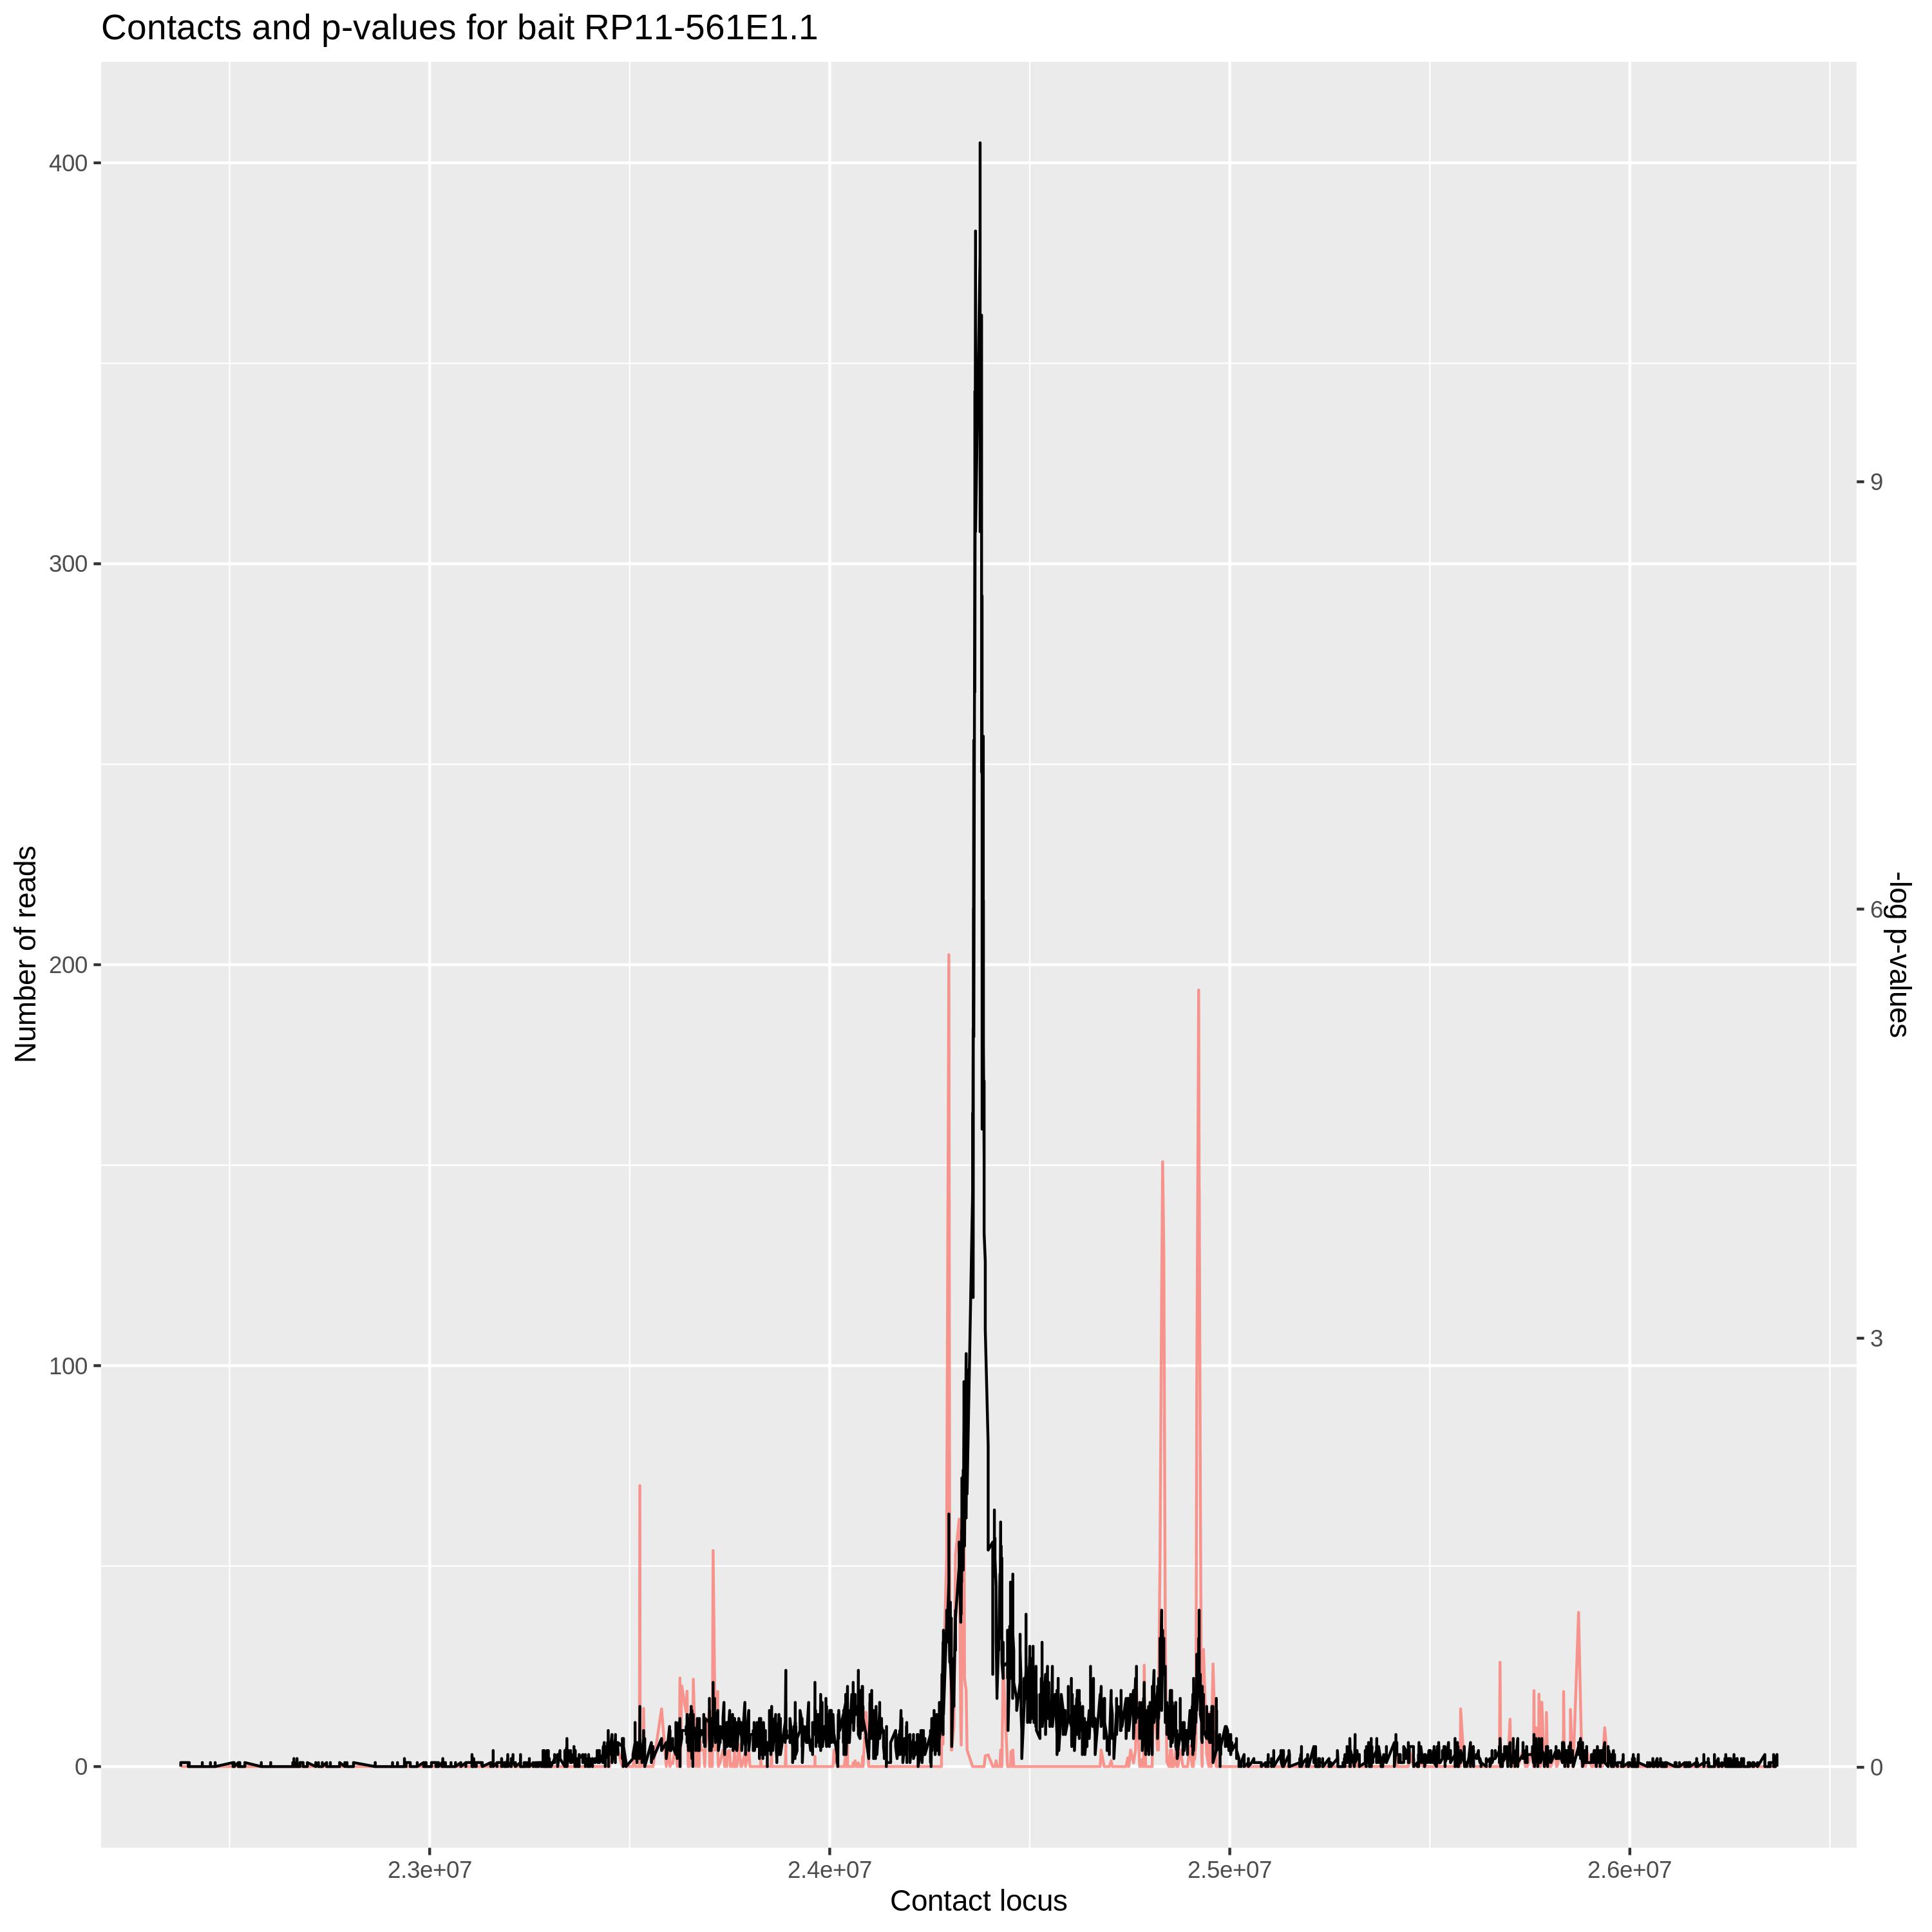 Contacts and p-values for bait RP11-561E1.1
400
300
200
100
0
Number of reads
9
6
3
0
-log p-values
2.3e+07
2.4e+07
2.5e+07
2.6e+07
Contact locus